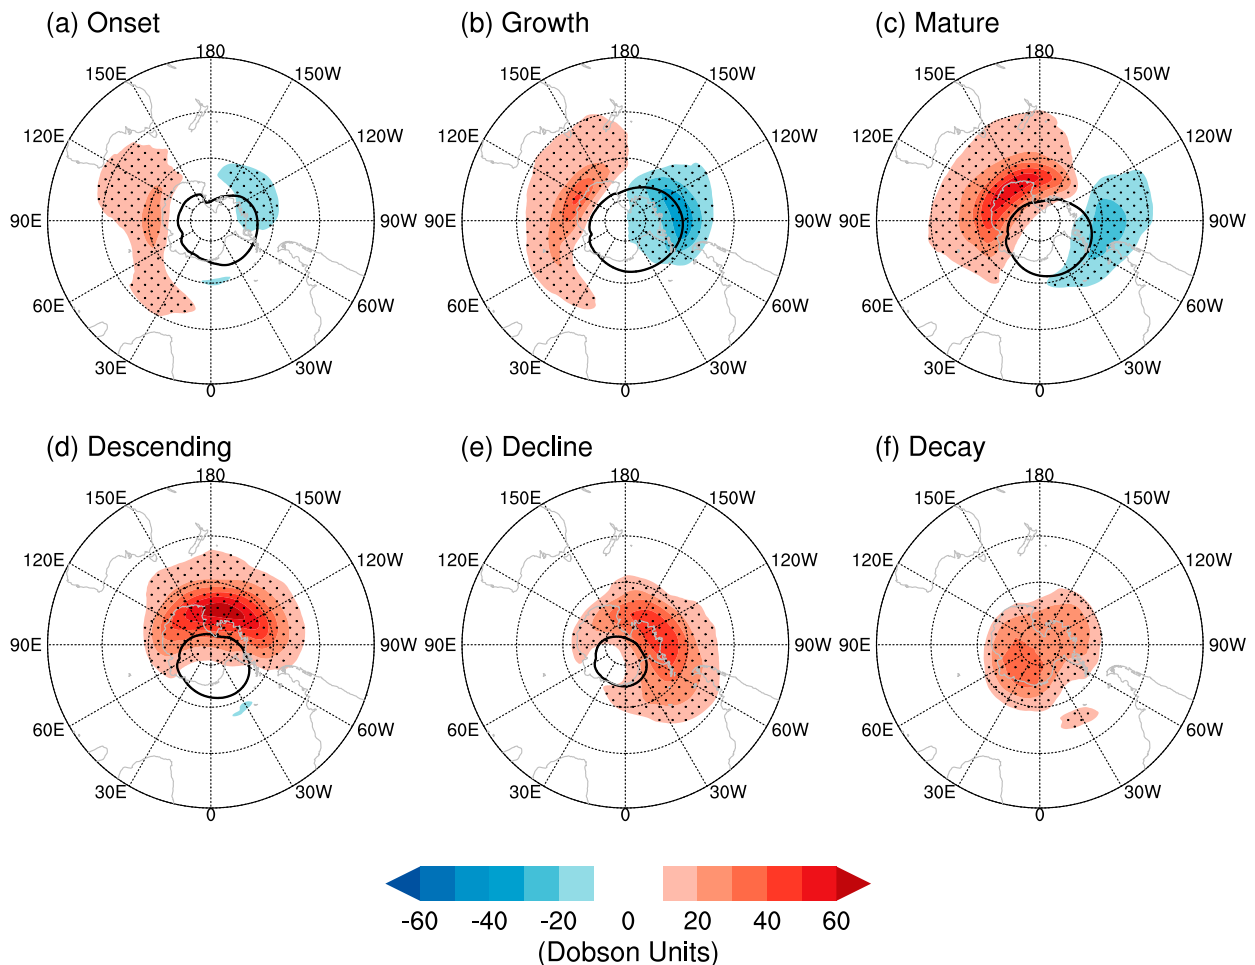 (a) Onset
(b) Growth
(c) Mature
180 180 180
150E 150W 150E 150W 150E 150W
120E 120W 120E 120W 120E 120W
90E 90W 90E 90W 90E 90W
60E 60W 60E 60W 60E 60W
30E 30W 30E 30W 30E 30W
0 0 0
(d) Descending
(e) Decline
(f) Decay
180 180 180
150E 150W 150E 150W 150E 150W
120E 120W 120E 120W 120E 120W
90E 90W 90E 90W 90E 90W
60E 60W 60E 60W 60E 60W
30E 30W 30E 30W 30E 30W
0 0 0
-60 -40 -20 0 20 40 60
(Dobson Units)